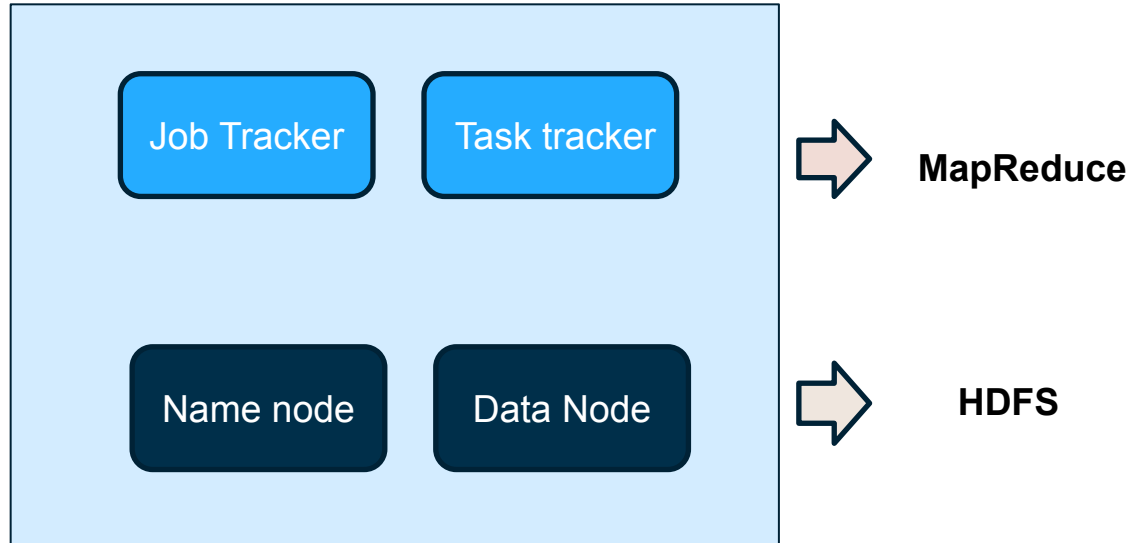 Job Tracker
Task tracker
MapReduce
Name node
Data Node
HDFS